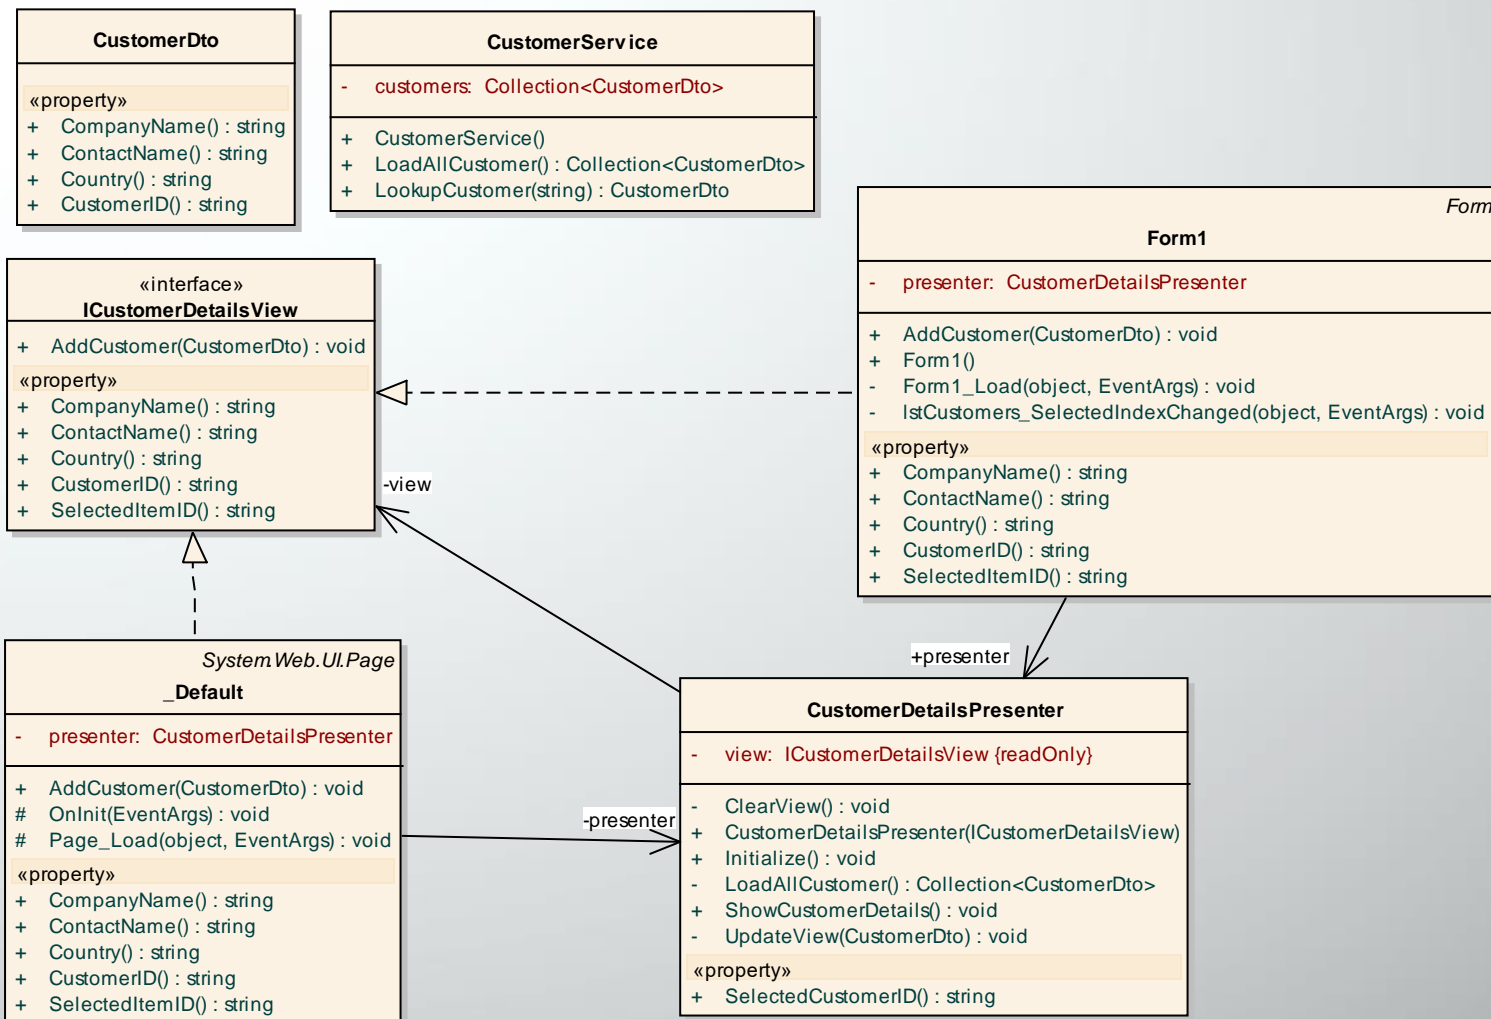 CustomerDto
«property»
+ CompanyName() : string
+ ContactName() : string
+ Country() : string
+ CustomerID() : string
CustomerService
- customers: Collection<CustomerDto>
+ CustomerService()
+ LoadAllCustomer() : Collection<CustomerDto>
+ LookupCustomer(string) : CustomerDto
Form
Form1
- presenter: CustomerDetailsPresenter
+ AddCustomer(CustomerDto) : void
+ Form1()
- Form1_Load(object, EventArgs) : void
- lstCustomers_SelectedIndexChanged(object, EventArgs) : void
«property»
+ CompanyName() : string
+ ContactName() : string
+ Country() : string
+ CustomerID() : string
+ SelectedItemID() : string
«interface»
ICustomerDetailsView
+ AddCustomer(CustomerDto) : void
«property»
+ CompanyName() : string
+ ContactName() : string
+ Country() : string
+ CustomerID() : string
+ SelectedItemID() : string
-view
+presenter
System.Web.UI.Page
_Default
- presenter: CustomerDetailsPresenter
+ AddCustomer(CustomerDto) : void
# OnInit(EventArgs) : void
# Page_Load(object, EventArgs) : void
«property»
+ CompanyName() : string
+ ContactName() : string
+ Country() : string
+ CustomerID() : string
+ SelectedItemID() : string
-presenter
CustomerDetailsPresenter
- view: ICustomerDetailsView {readOnly}
- ClearView() : void
+ CustomerDetailsPresenter(ICustomerDetailsView)
+ Initialize() : void
- LoadAllCustomer() : Collection<CustomerDto>
+ ShowCustomerDetails() : void
- UpdateView(CustomerDto) : void
«property»
+ SelectedCustomerID() : string